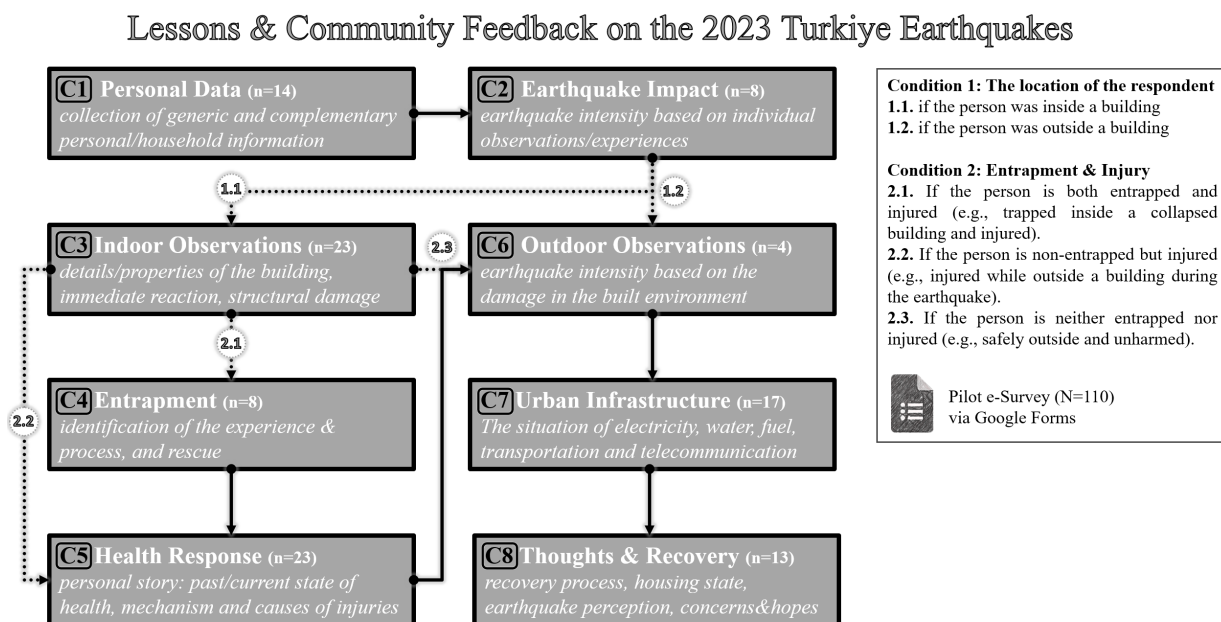 Lessons & Community Feedback on the 2023 Turkiye Earthquakes
C1 Personal Data (n=14)
collection of generic and complementary
personal/household information
C2 Earthquake Impact (n=8)
earthquake intensity based on individual
observations/experiences
1.1
1.2
C3 Indoor Observations (n=23)
details/properties of the building,
immediate reaction, structural damage
2.3
C6 Outdoor Observations (n=4)
earthquake intensity based on the
damage in the built environment
2.1
2.2
C4 Entrapment (n=8)
identification of the experience &
process, and rescue
C7 Urban Infrastructure (n=17)
The situation of electricity, water, fuel,
transportation and telecommunication
C5 Health Response (n=23)
personal story: past/current state of
health, mechanism and causes of injuries
C8 Thoughts & Recovery (n=13)
recovery process, housing state,
earthquake perception, concerns&hopes
Condition 1: The location of the respondent
1.1. if the person was inside a building
1.2. if the person was outside a building
Condition 2: Entrapment & Injury
2.1. If the person is both entrapped and
injured (e.g., trapped inside a collapsed
building and injured).
2.2. If the person is non-entrapped but injured
(e.g., injured while outside a building during
the earthquake).
2.3. If the person is neither entrapped nor
injured (e.g., safely outside and unharmed).
Pilot e-Survey (N=110)
via Google Forms